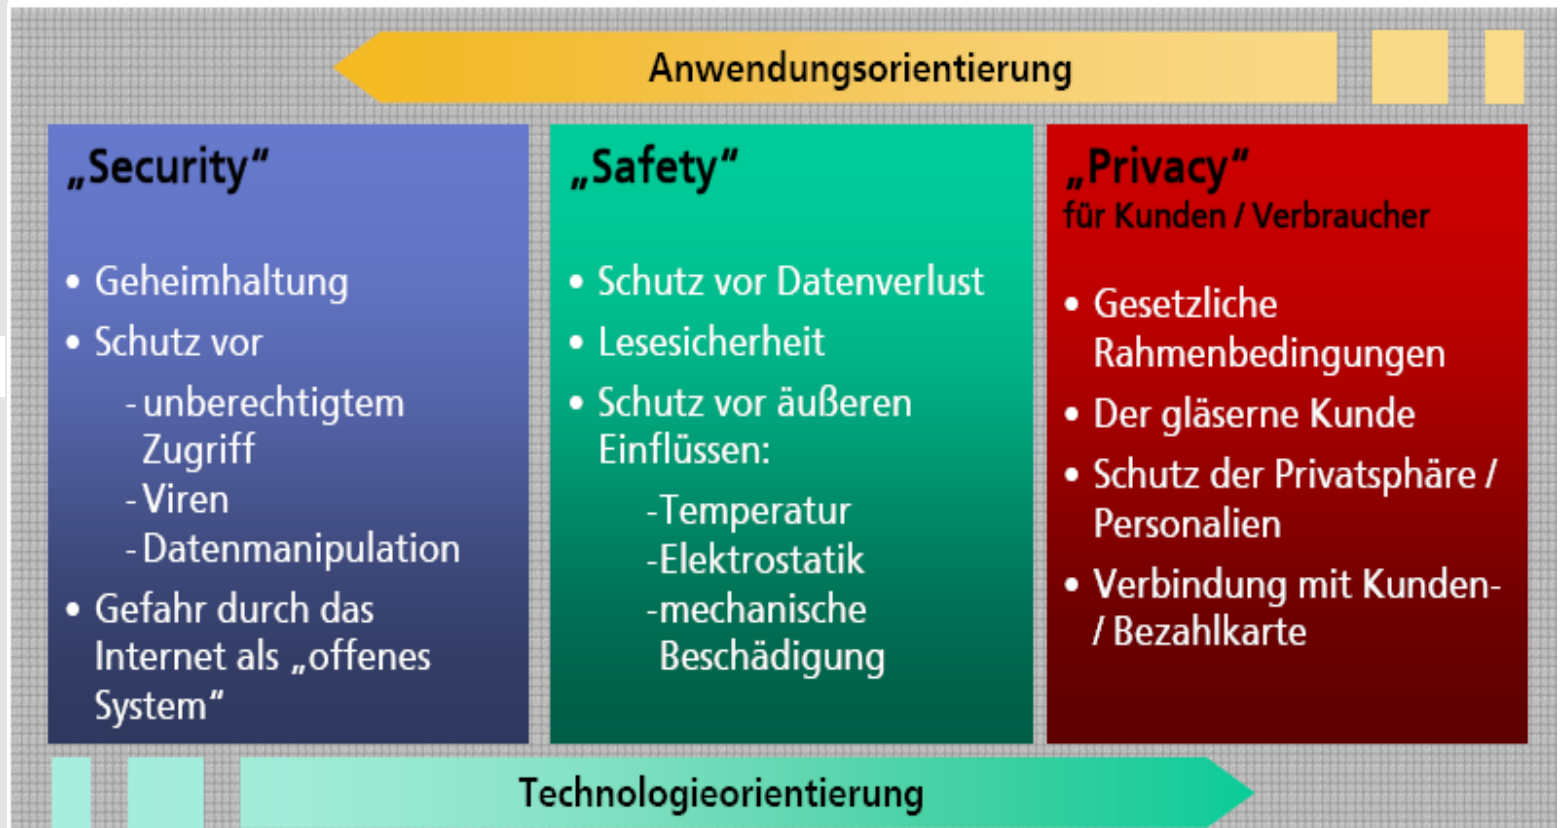 Anwendungsorientierung
„Security“
• Geheimhaltung
• Schutz vor
- unberechtigtem
Zugriff
- Viren
- Datenmanipulation
• Gefahr durch das
Internet als „offenes
System“
„Safety“
• Schutz vor Datenverlust
• Lesesicherheit
• Schutz vor äußeren
Einflüssen:
-Temperatur
-Elektrostatik
-mechanische
Beschädigung
„Privacy“
für Kunden / Verbraucher
• Gesetzliche
Rahmenbedingungen
• Der gläserne Kunde
• Schutz der Privatsphäre /
Personalien
• Verbindung mit Kunden-
/ Bezahlkarte
Technologieorientierung